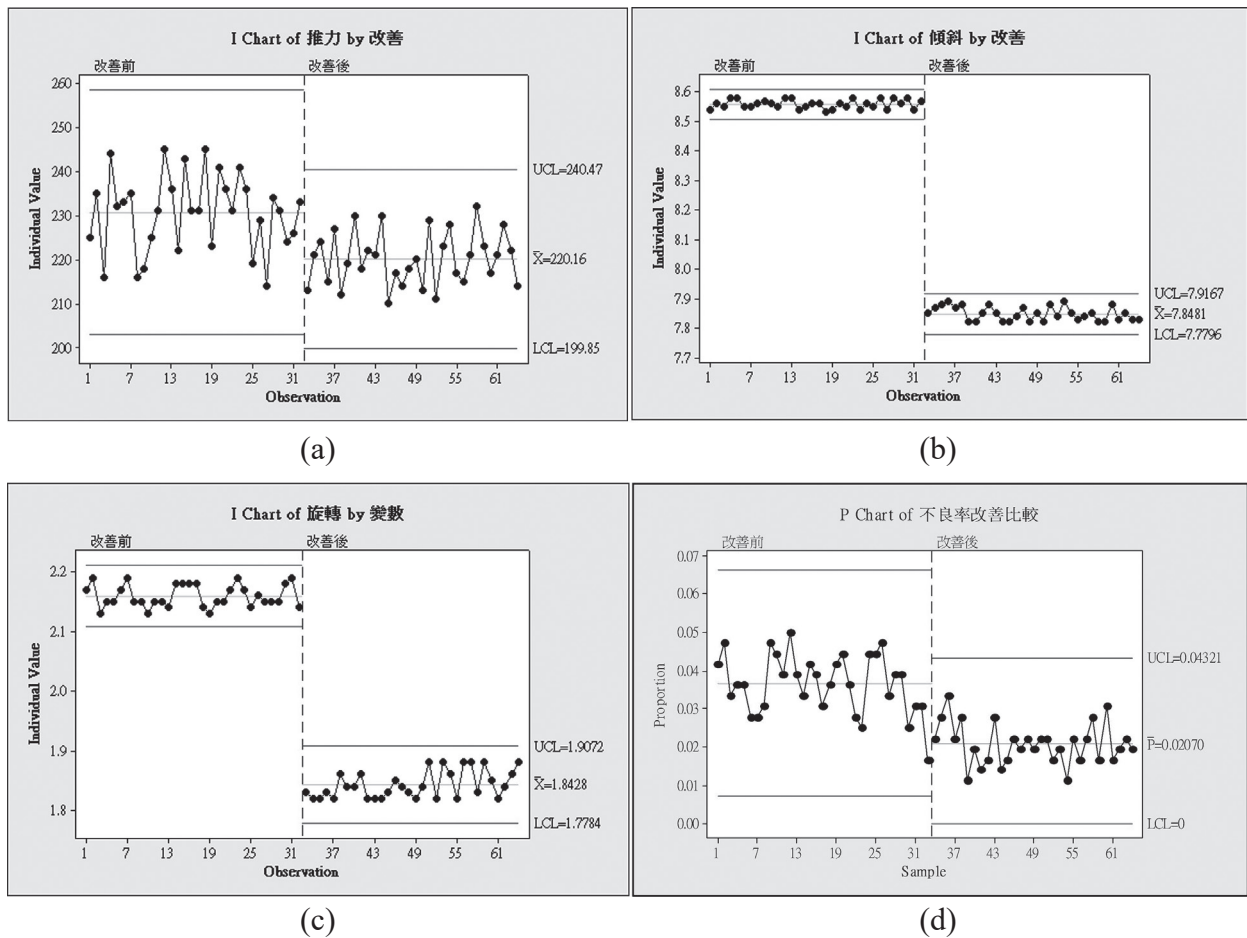 I Chart of 推力 by 改善
改善前
改善後
260
250
240
230
220
210
200
Individual Value
UCL=240.47
X̄=220.16
LCL=199.85
1 7 13 19 25 31 37 43 49 55 61
Observation
(a)
I Chart of 傾斜 by 改善
改善前
改善後
8.6
8.5
8.4
8.3
8.2
8.1
8.0
7.9
7.8
7.7
Individual Value
UCL=7.9167
X̄=7.8481
LCL=7.7796
1 7 13 19 25 31 37 43 49 55 61
Observation
(b)
I Chart of 旋轉 by 變數
改善前
改善後
2.2
2.1
2.0
1.9
1.8
Individual Value
UCL=1.9072
X̄=1.8428
LCL=1.7784
1 7 13 19 25 31 37 43 49 55 61
Observation
(c)
P Chart of 不良率改善比較
改善前
改善後
0.07
0.06
0.05
0.04
0.03
0.02
0.01
0.00
Proportion
UCL=0.04321
P̄=0.02070
LCL=0
1 7 13 19 25 31 37 43 49 55 61
Sample
(d)